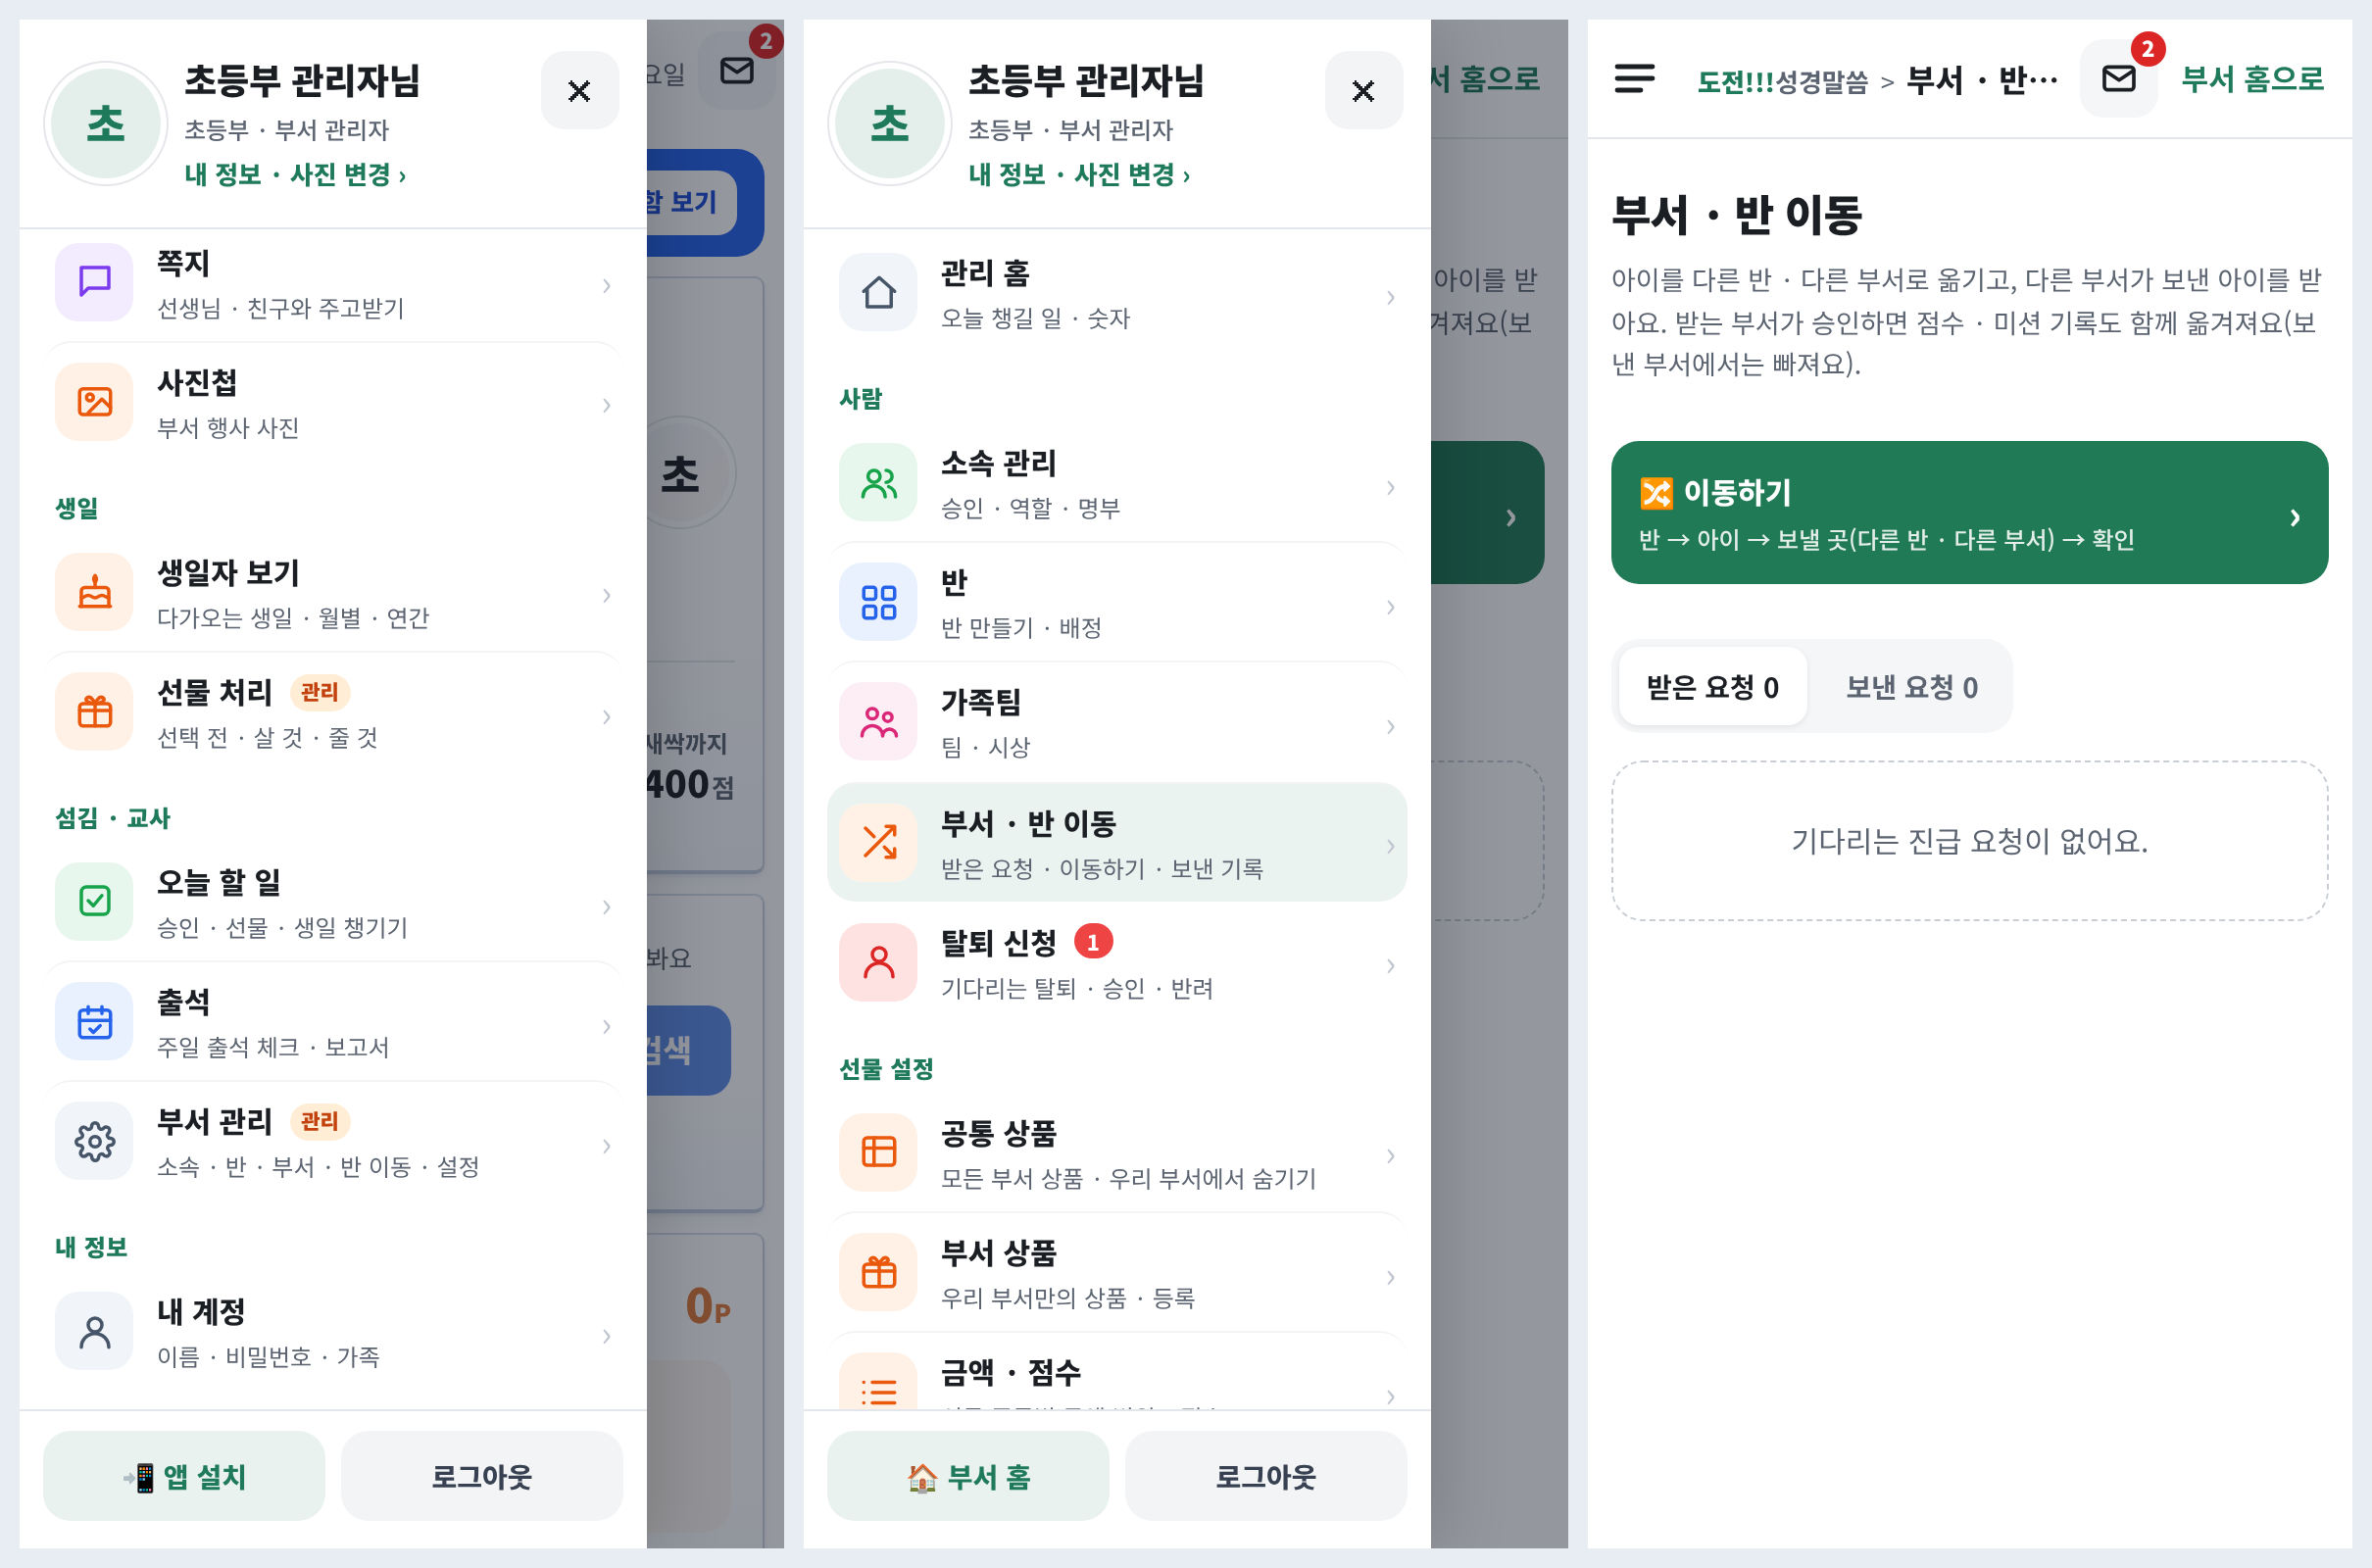 초
초등부 관리자님
초등부 · 부서 관리자
내 정보 · 사진 변경 ›
×
쪽지
선생님 · 친구와 주고받기
사진첩
부서 행사 사진
생일
생일자 보기
다가오는 생일 · 월별 · 연간
선물 처리 관리
선택 전 · 살 것 · 줄 것
섬김 · 교사
오늘 할 일
승인 · 선물 · 생일 챙기기
출석
주일 출석 체크 · 보고서
부서 관리 관리
소속 · 반 · 부서 · 반 이동 · 설정
내 정보
내 계정
이름 · 비밀번호 · 가족
앱 설치
로그아웃
요일
2
함 보기
초
새싹까지
400점
봐요
검색
0P
초
초등부 관리자님
초등부 · 부서 관리자
내 정보 · 사진 변경 ›
×
관리 홈
오늘 챙길 일 · 숫자
사람
소속 관리
승인 · 역할 · 명부
반
반 만들기 · 배정
가족팀
팀 · 시상
부서 · 반 이동
받은 요청 · 이동하기 · 보낸 기록
탈퇴 신청 1
기다리는 탈퇴 · 승인 · 반려
선물 설정
공통 상품
모든 부서 상품 · 우리 부서에서 숨기기
부서 상품
우리 부서만의 상품 · 등록
금액 · 점수
부서 홈
로그아웃
서 홈으로
아이를 받
겨져요(보
도전!!!성경말씀 > 부서 · 반…
2
부서 홈으로
부서 · 반 이동
아이를 다른 반 · 다른 부서로 옮기고, 다른 부서가 보낸 아이를 받
아요. 받는 부서가 승인하면 점수 · 미션 기록도 함께 옮겨져요(보
낸 부서에서는 빠져요).
이동하기
반 → 아이 → 보낼 곳(다른 반 · 다른 부서) → 확인
받은 요청 0
보낸 요청 0
기다리는 진급 요청이 없어요.